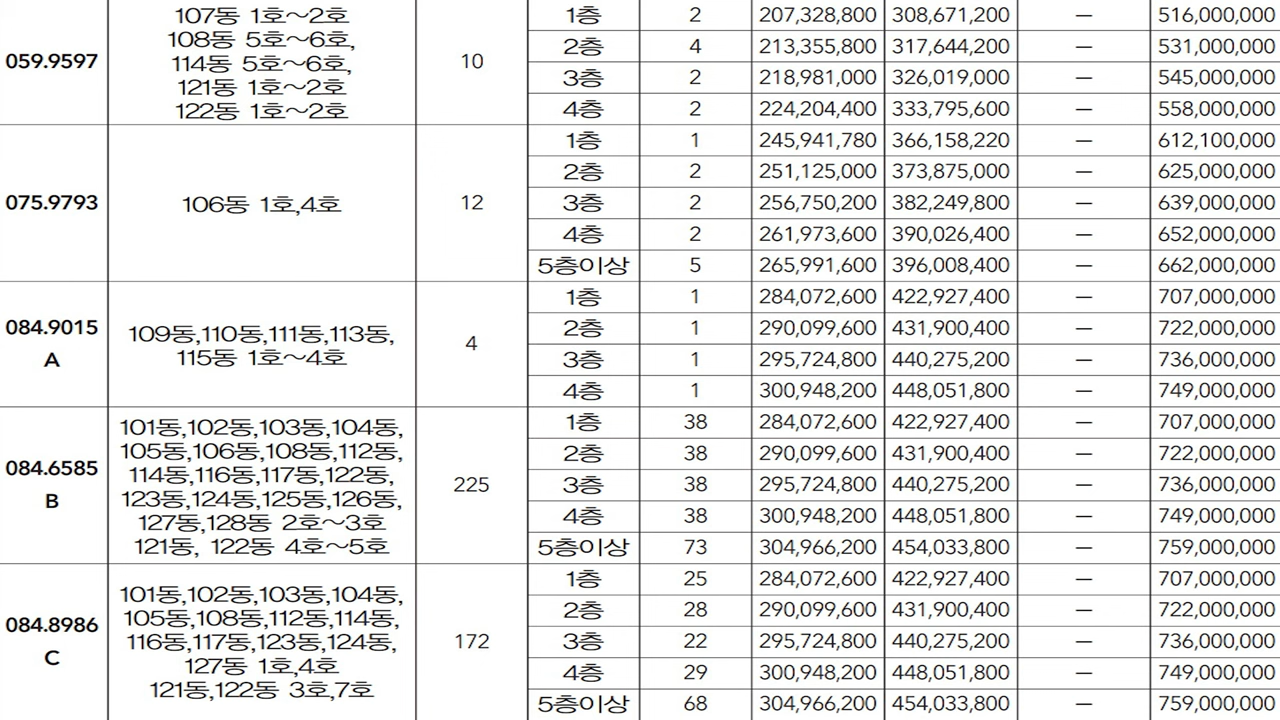 059.9597
107동 1호~2호
108동 5호~6호,
114동 5호~6호,
121동 1호~2호
122동 1호~2호
10
1층 2 207,328,800 308,671,200 — 516,000,000
2층 4 213,355,800 317,644,200 — 531,000,000
3층 2 218,981,000 326,019,000 — 545,000,000
4층 2 224,204,400 333,795,600 — 558,000,000
075.9793
106동 1호,4호
12
1층 1 245,941,780 366,158,220 — 612,100,000
2층 2 251,125,000 373,875,000 — 625,000,000
3층 2 256,750,200 382,249,800 — 639,000,000
4층 2 261,973,600 390,026,400 — 652,000,000
5층이상 5 265,991,600 396,008,400 — 662,000,000
084.9015
A
109동,110동,111동,113동,
115동 1호~4호
4
1층 1 284,072,600 422,927,400 — 707,000,000
2층 1 290,099,600 431,900,400 — 722,000,000
3층 1 295,724,800 440,275,200 — 736,000,000
4층 1 300,948,200 448,051,800 — 749,000,000
084.6585
B
101동,102동,103동,104동,
105동,106동,108동,112동,
114동,116동,117동,122동,
123동,124동,125동,126동,
127동,128동 2호~3호
121동, 122동 4호~5호
225
1층 38 284,072,600 422,927,400 — 707,000,000
2층 38 290,099,600 431,900,400 — 722,000,000
3층 38 295,724,800 440,275,200 — 736,000,000
4층 38 300,948,200 448,051,800 — 749,000,000
5층이상 73 304,966,200 454,033,800 — 759,000,000
084.8986
C
101동,102동,103동,104동,
105동,108동,112동,114동,
116동,117동,123동,124동,
127동 1호,4호
121동,122동 3호,7호
172
1층 25 284,072,600 422,927,400 — 707,000,000
2층 28 290,099,600 431,900,400 — 722,000,000
3층 22 295,724,800 440,275,200 — 736,000,000
4층 29 300,948,200 448,051,800 — 749,000,000
5층이상 68 304,966,200 454,033,800 — 759,000,000